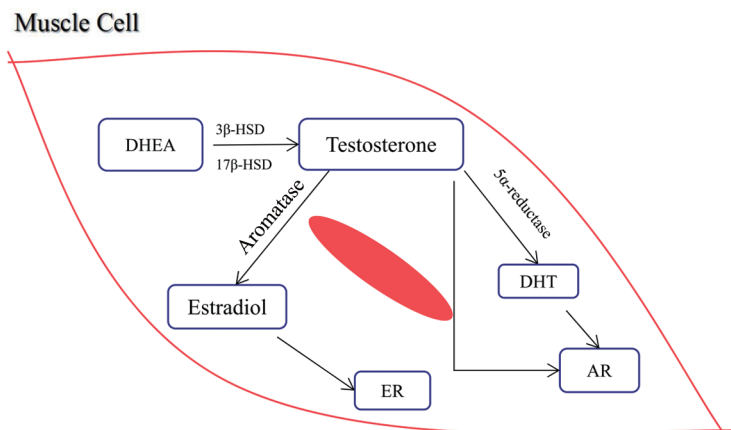 Muscle Cell
DHEA
3β-HSD
17β-HSD
Testosterone
Aromatase
5α-reductase
Estradiol
DHT
ER
AR